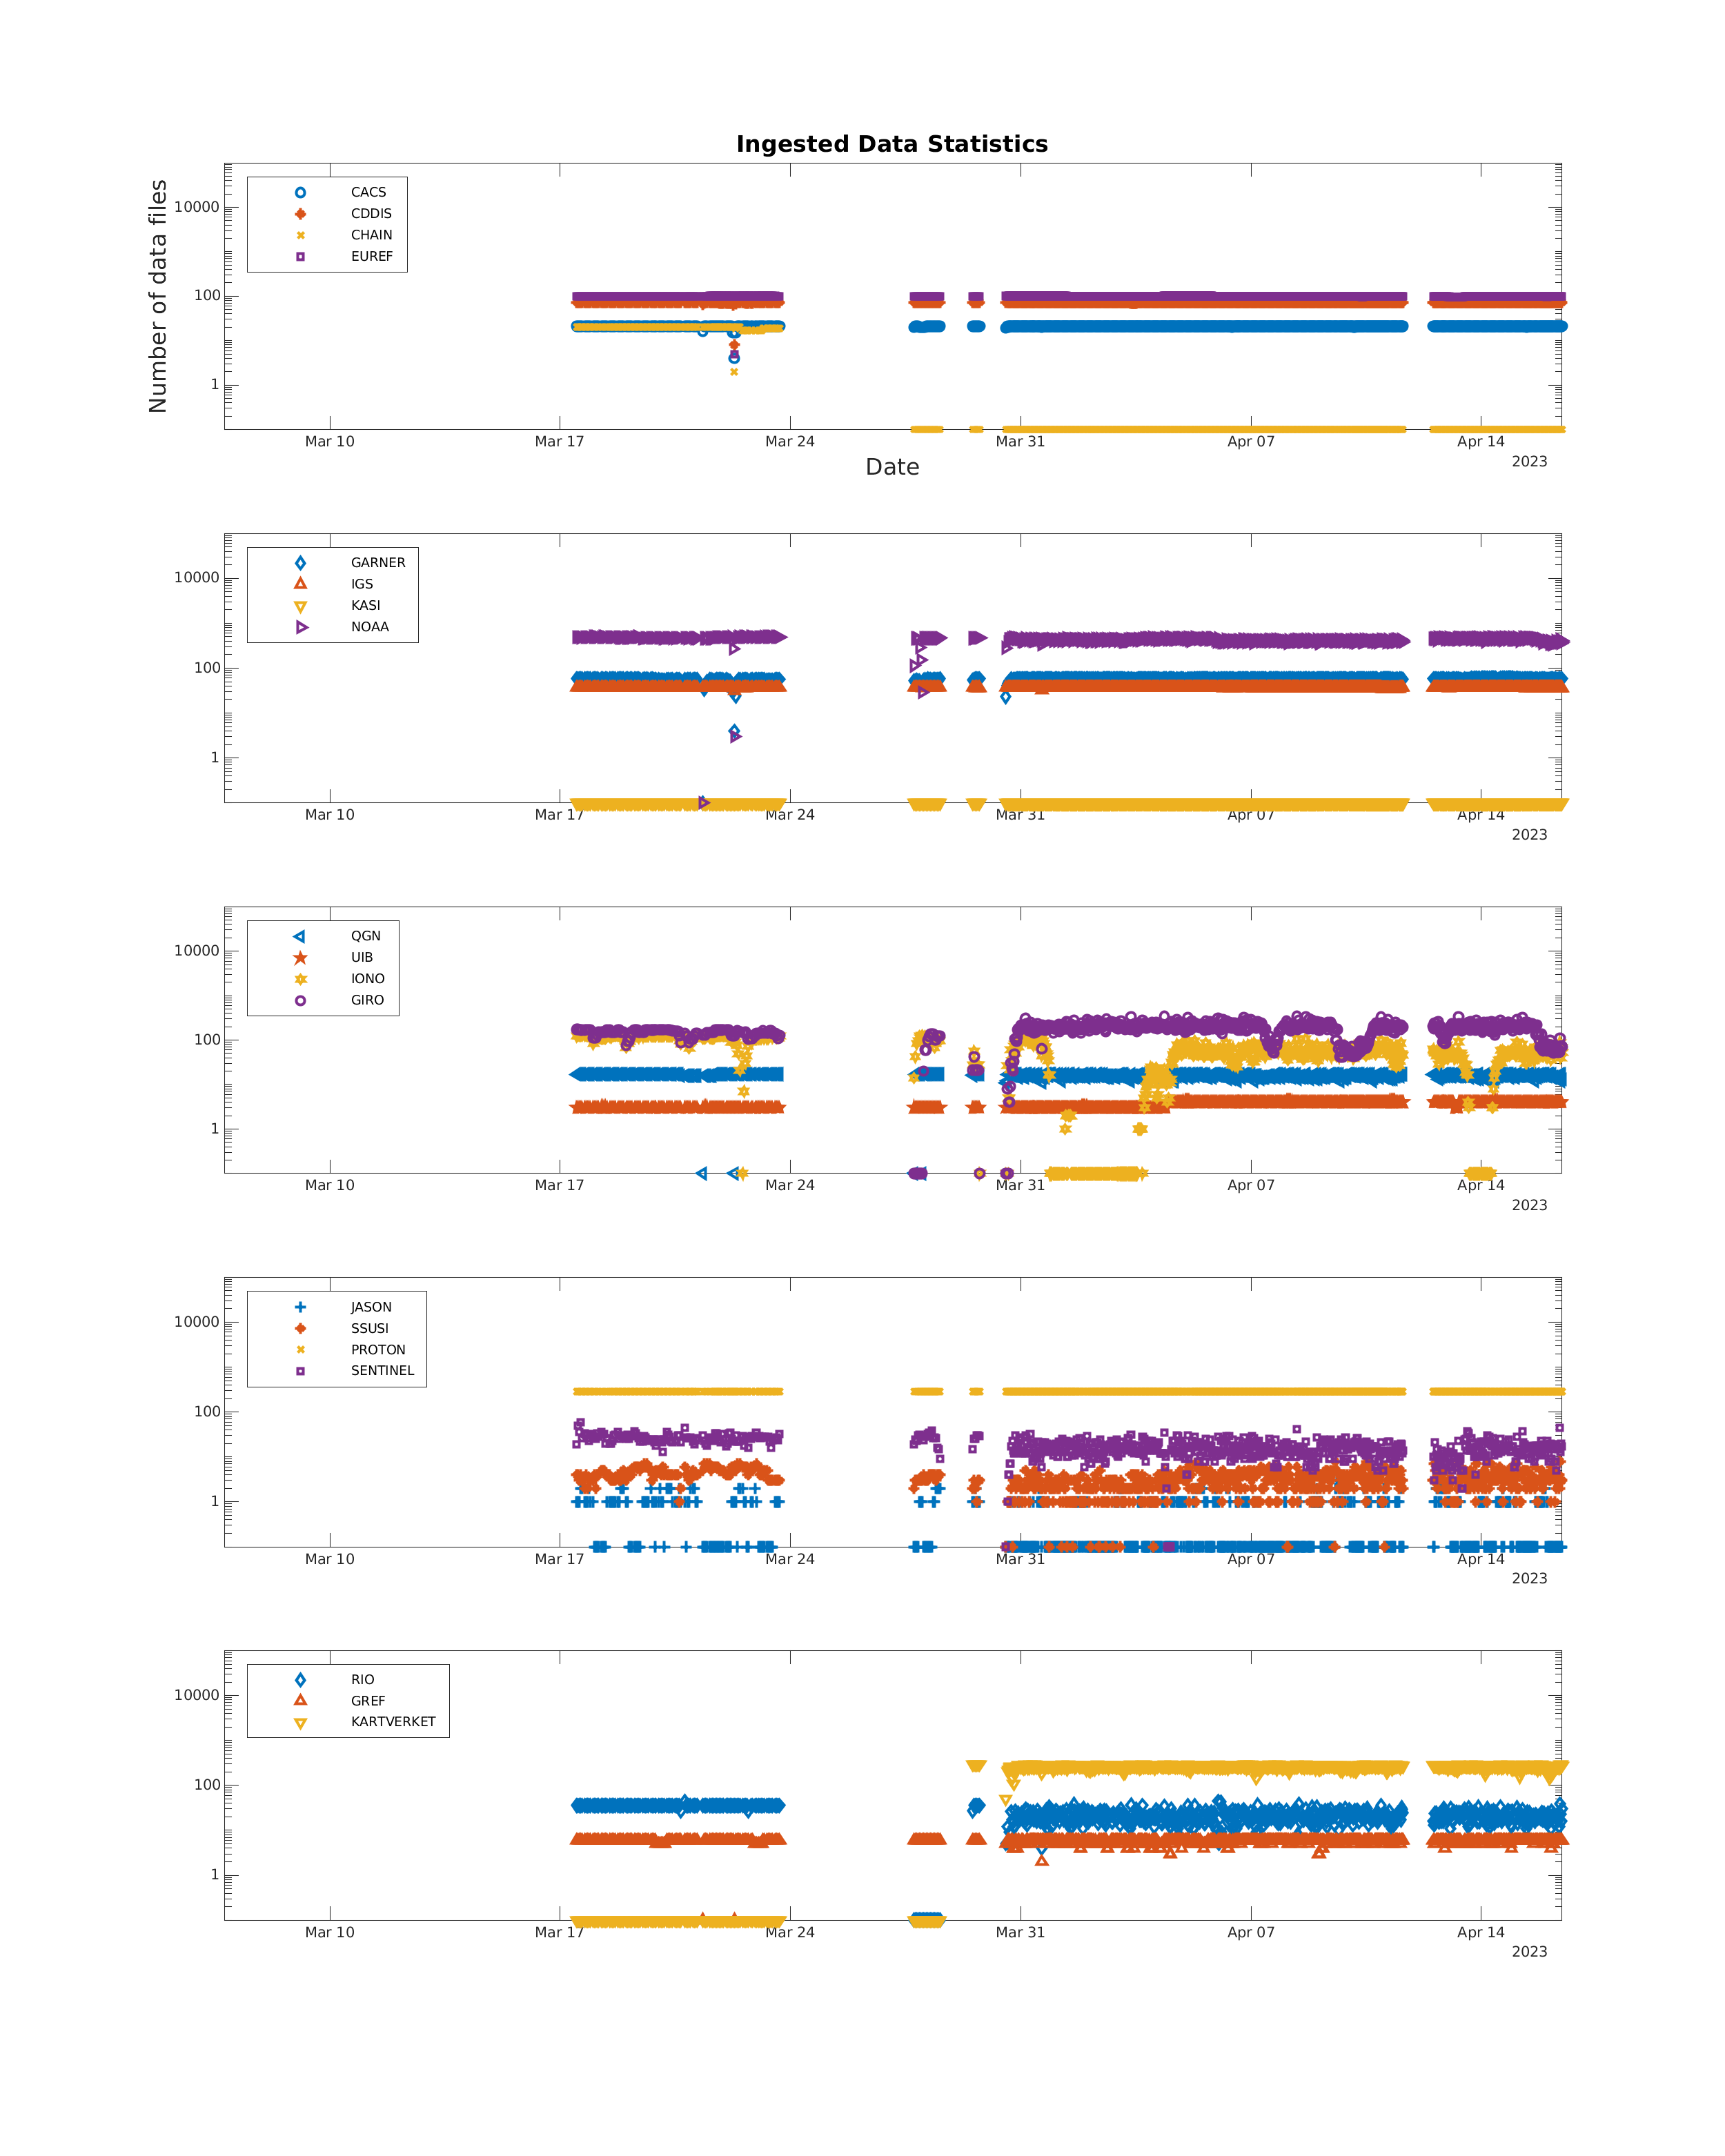 Ingested Data Statistics
Number of data files
CACS
CDDIS
CHAIN
EUREF
10000
100
1
Mar 10 Mar 17 Mar 24 Mar 31 Apr 07 Apr 14
2023
Date
GARNER
IGS
KASI
NOAA
10000
100
1
Mar 10 Mar 17 Mar 24 Mar 31 Apr 07 Apr 14
2023
QGN
UIB
IONO
GIRO
10000
100
1
Mar 10 Mar 17 Mar 24 Mar 31 Apr 07 Apr 14
2023
JASON
SSUSI
PROTON
SENTINEL
10000
100
1
Mar 10 Mar 17 Mar 24 Mar 31 Apr 07 Apr 14
2023
RIO
GREF
KARTVERKET
10000
100
1
Mar 10 Mar 17 Mar 24 Mar 31 Apr 07 Apr 14
2023